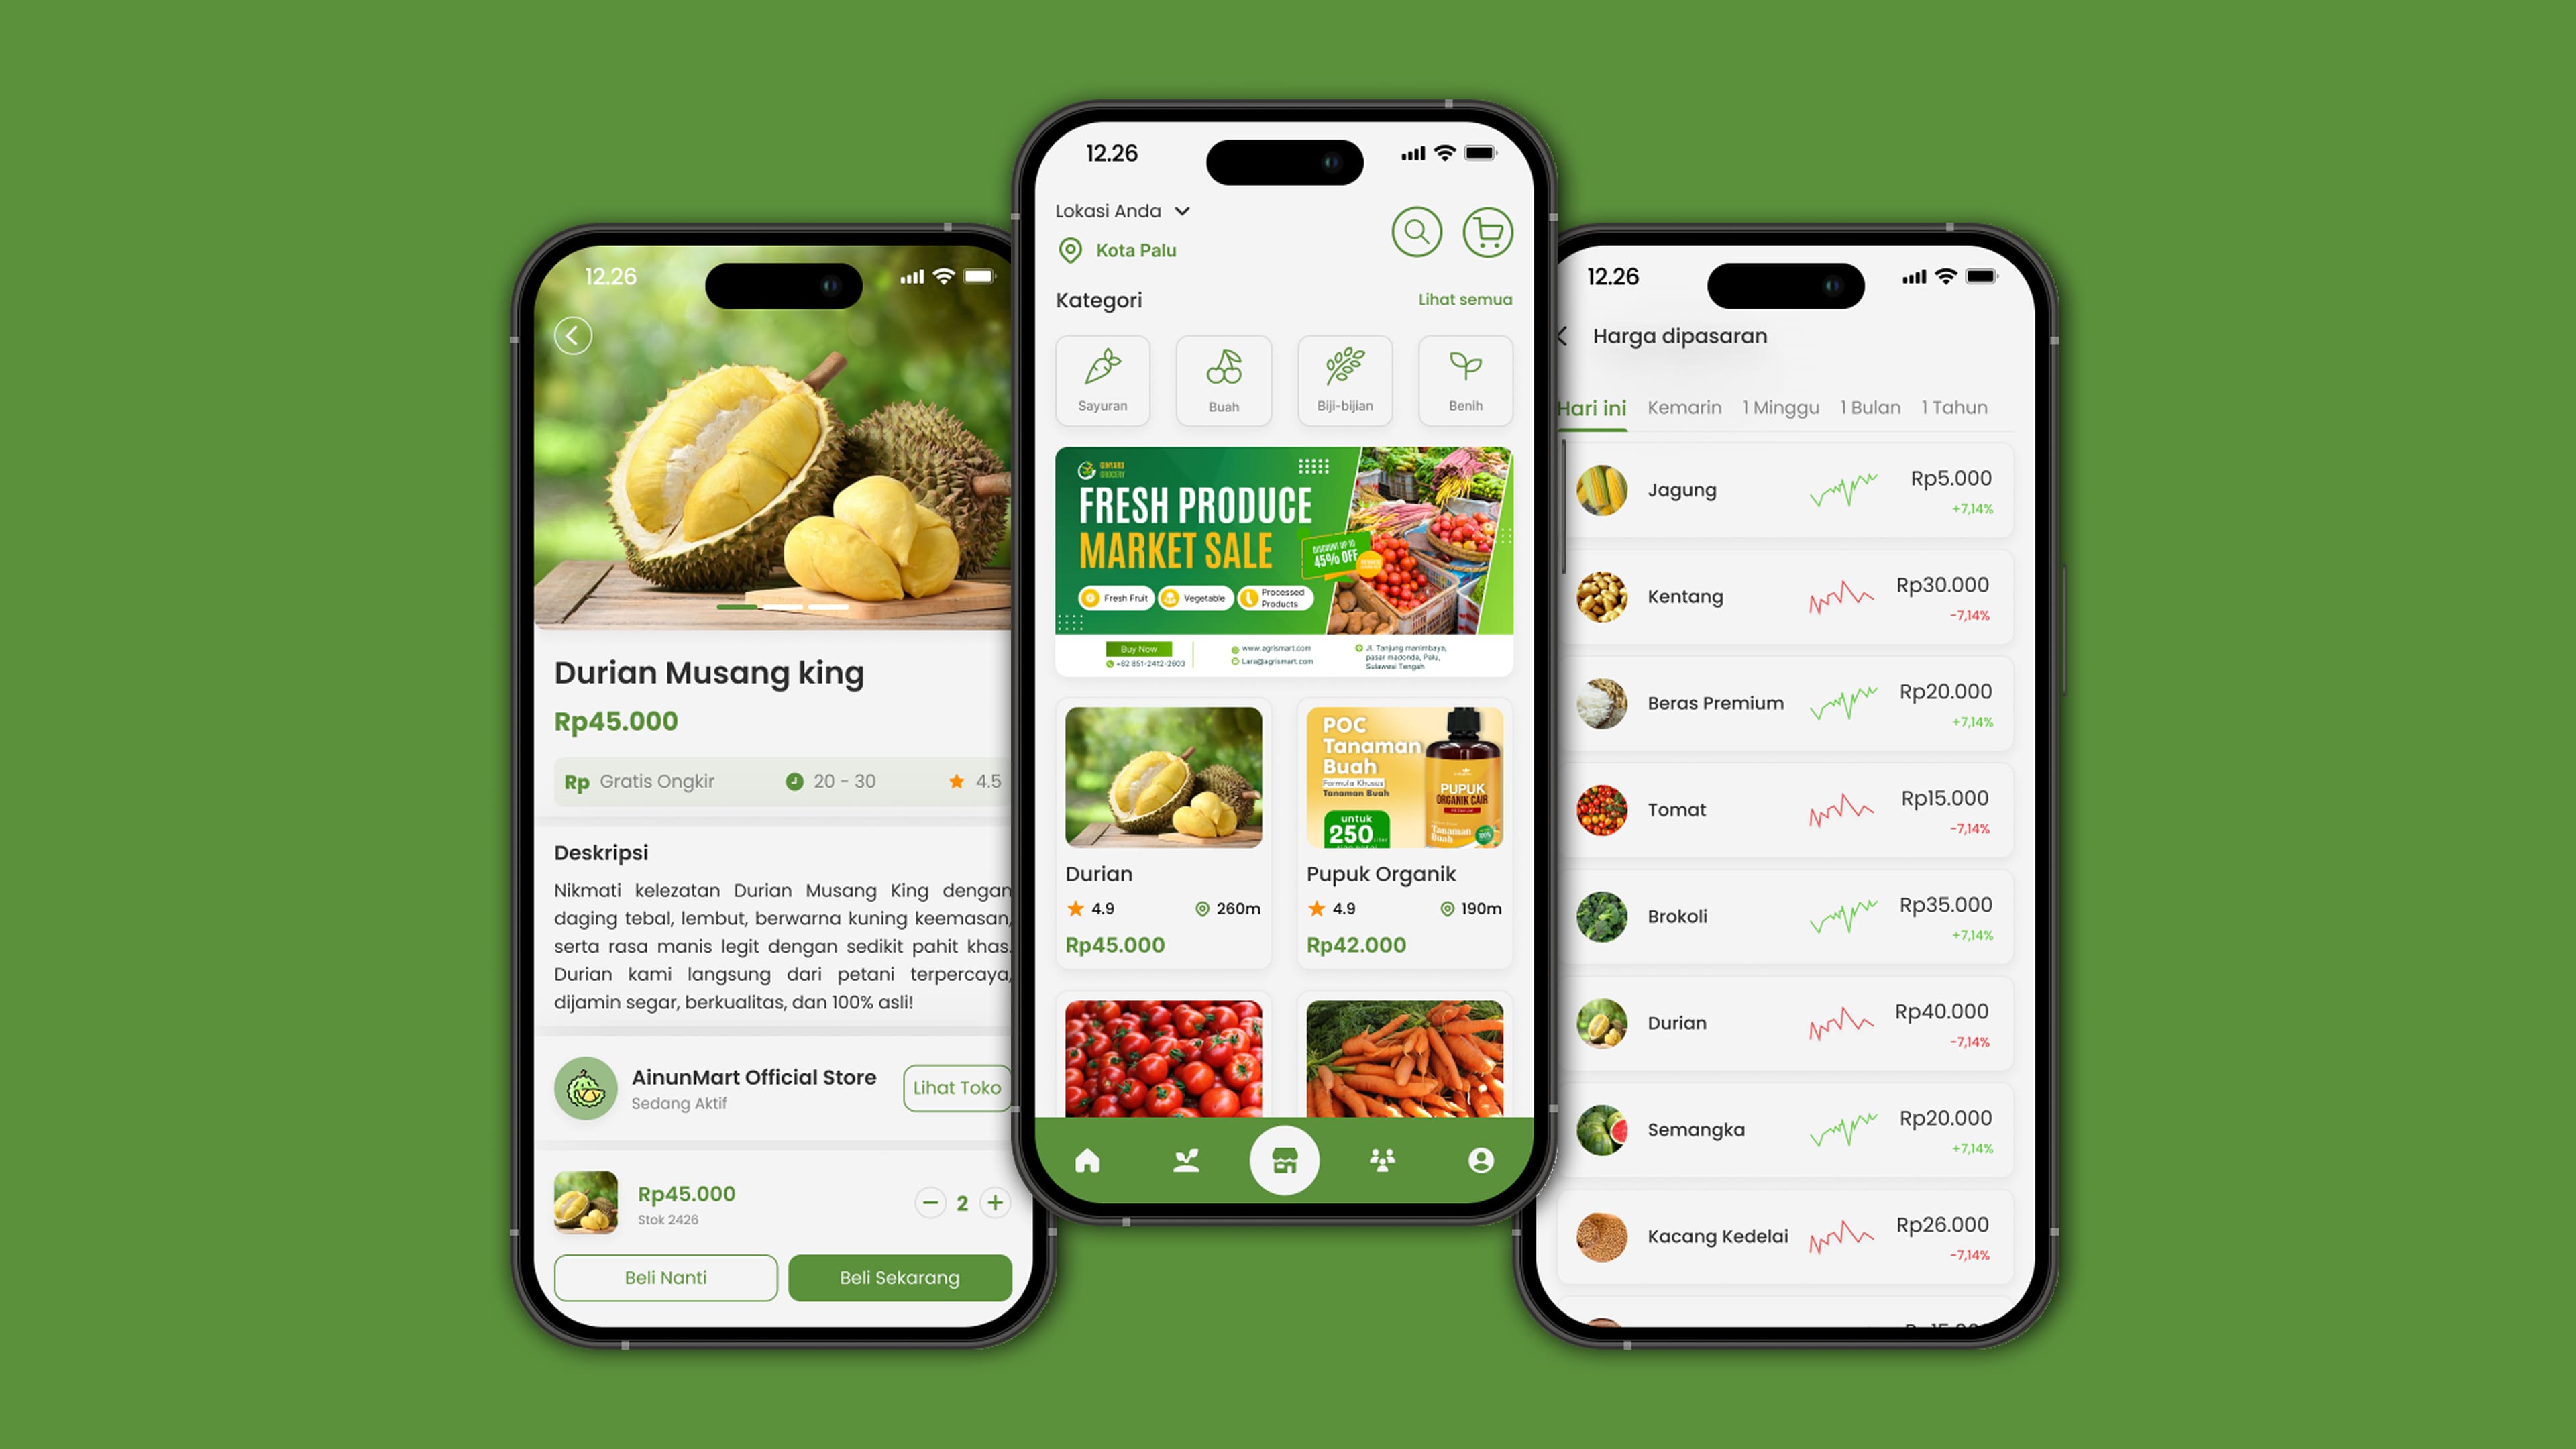 12.26
Durian Musang king
Rp45.000
Rp Gratis Ongkir 20 - 30 4.5
Deskripsi
Nikmati kelezatan Durian Musang King dengan
daging tebal, lembut, berwarna kuning keemasan,
serta rasa manis legit dengan sedikit pahit khas.
Durian kami langsung dari petani terpercaya,
dijamin segar, berkualitas, dan 100% asli!
AinunMart Official Store
Sedang Aktif
Lihat Toko
Rp45.000
Stok 2426
2
Beli Nanti
Beli Sekarang
12.26
Lokasi Anda
Kota Palu
Kategori
Lihat semua
Sayuran
Buah
Biji-bijian
Benih
GINYARD
GROCERY
FRESH PRODUCE
MARKET SALE
DISCOUNT UP TO
45% OFF
Fresh Fruit
Vegetable
Processed
Products
Buy Now
+62 851-2412-2603
www.agrismart.com
Lara@agrismart.com
Jl. Tanjung manimbaya,
pasar madonda, Palu,
Sulawesi Tengah
Durian
4.9 260m
Rp45.000
POC
Tanaman
Buah
Formula Khusus
Tanaman Buah
untuk
250
PUPUK
ORGANIK CAIR
Tanaman
Buah
Pupuk Organik
4.9 190m
Rp42.000
12.26
Harga dipasaran
Hari ini Kemarin 1 Minggu 1 Bulan 1 Tahun
Jagung Rp5.000
+7,14%
Kentang Rp30.000
-7,14%
Beras Premium Rp20.000
+7,14%
Tomat Rp15.000
-7,14%
Brokoli Rp35.000
+7,14%
Durian Rp40.000
-7,14%
Semangka Rp20.000
+7,14%
Kacang Kedelai Rp26.000
-7,14%